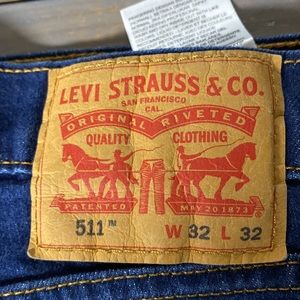 LEVI STRAUSS & CO.
SAN FRANCISCO
CAL.
ORIGINAL RIVETED
QUALITY CLOTHING
PATENTED MAY 20 1873
511™ W 32 L 32